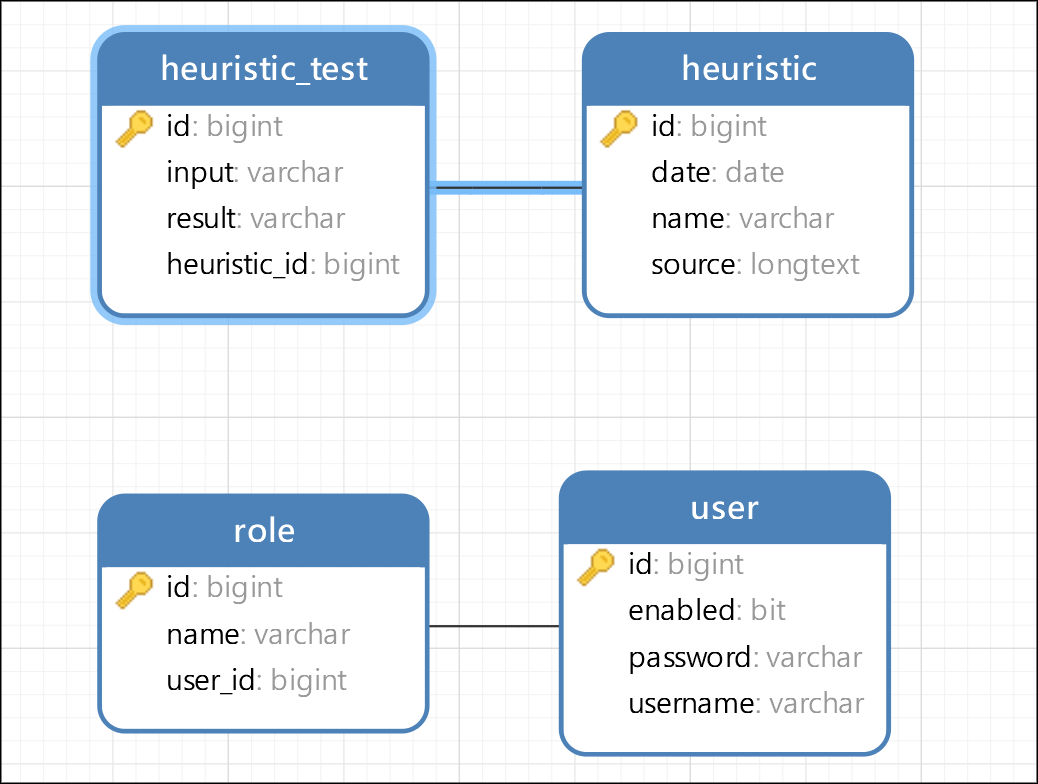 heuristic_test
id: bigint
input: varchar
result: varchar
heuristic_id: bigint
heuristic
id: bigint
date: date
name: varchar
source: longtext
role
id: bigint
name: varchar
user_id: bigint
user
id: bigint
enabled: bit
password: varchar
username: varchar